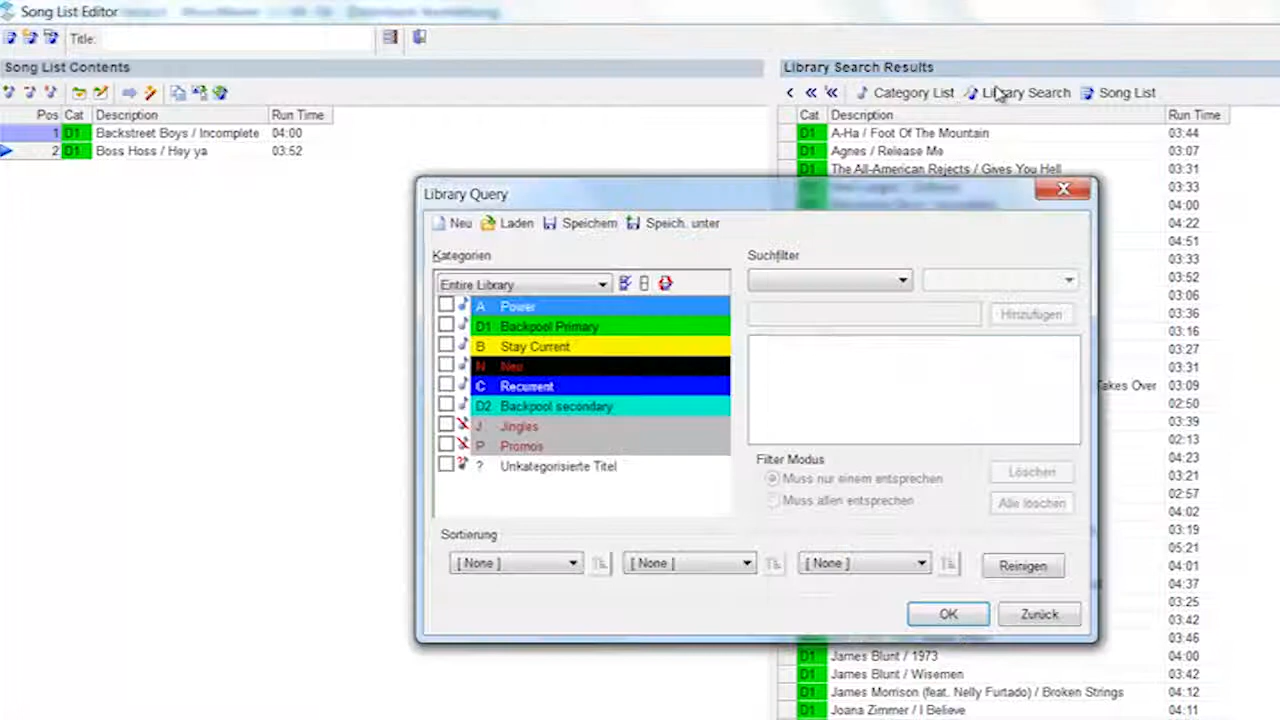 Song List Editor
Title:
Song List Contents
Pos Cat Description Run Time
1 D1 Backstreet Boys / Incomplete 04:00
2 D1 Boss Hoss / Hey ya 03:52
Library Search Results
Category List Library Search Song List
Cat Description Run Time
D1 A-Ha / Foot Of The Mountain 03:44
D1 Agnes / Release Me 03:07
D1 The All-American Rejects / Gives You Hell 03:31
03:33
04:00
04:22
04:51
03:33
03:52
03:06
03:36
03:16
03:27
03:31
Takes Over 03:09
02:50
03:39
02:13
04:23
03:21
02:57
04:02
03:19
05:21
04:01
04:37
03:25
03:42
03:46
D1 James Blunt / 1973 04:00
D1 James Blunt / Wisemen 03:42
D1 James Morrison (feat. Nelly Furtado) / Broken Strings 04:12
D1 Joana Zimmer / I Believe 04:11
Library Query
Neu Laden Speichern Speich. unter
Kategorien
Entire Library
A Power
D1 Backpool Primary
B Stay Current
N Neu
C Recurrent
D2 Backpool secondary
J Jingles
P Promos
? Unkategorisierte Titel
Suchfilter
Hinzufügen
Filter Modus
Muss nur einem entsprechen
Muss allen entsprechen
Löschen
Alle löschen
Sortierung
[ None ] [ None ] [ None ] Reinigen
OK Zurück